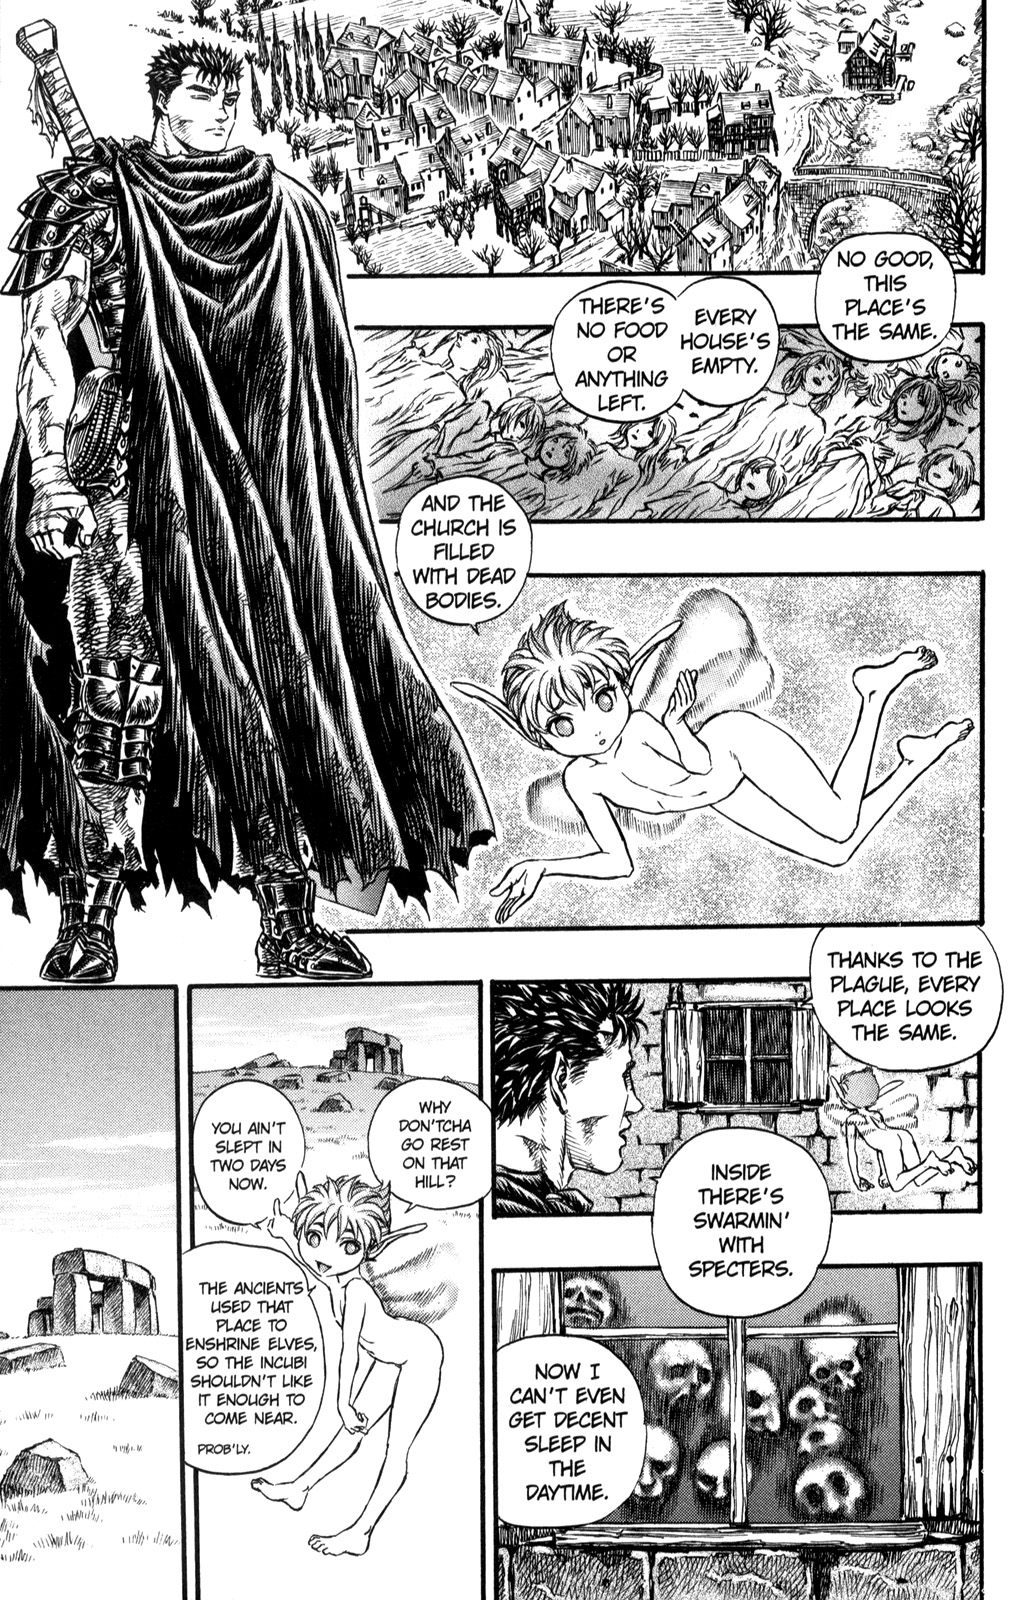 NO GOOD,
THIS
PLACE'S
THE SAME.
EVERY
HOUSE'S
EMPTY.
THERE'S
NO FOOD
OR
ANYTHING
LEFT.
AND THE
CHURCH IS
FILLED
WITH DEAD
BODIES.
THANKS TO THE
PLAGUE, EVERY
PLACE LOOKS
THE SAME.
INSIDE
THERE'S
SWARMIN'
WITH
SPECTERS.
NOW I
CAN'T EVEN
GET DECENT
SLEEP IN
THE
DAYTIME.
WHY
DON'TCHA
GO REST
ON THAT
HILL?
YOU AIN'T
SLEPT IN
TWO DAYS
NOW.
THE ANCIENTS
USED THAT
PLACE TO
ENSHRINE ELVES,
SO THE INCUBI
SHOULDN'T LIKE
IT ENOUGH TO
COME NEAR.
PROB'LY.